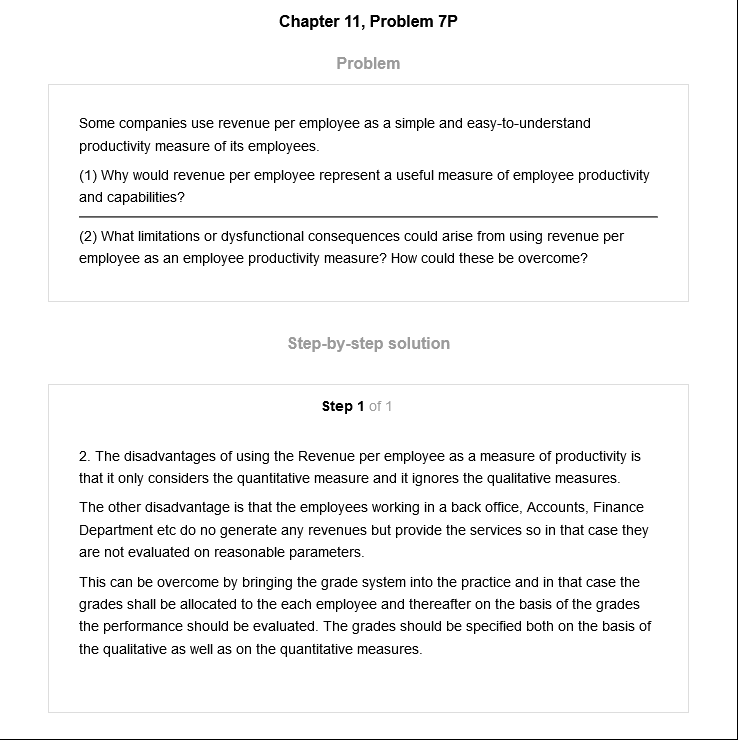 Chapter 11, Problem 7P
Problem
Some companies use revenue per employee as a simple and easy-to-understand
productivity measure of its employees.
(1) Why would revenue per employee represent a useful measure of employee productivity
and capabilities?
(2) What limitations or dysfunctional consequences could arise from using revenue per
employee as an employee productivity measure? How could these be overcome?
Step-by-step solution
Step 1 of 1
2. The disadvantages of using the Revenue per employee as a measure of productivity is
that it only considers the quantitative measure and it ignores the qualitative measures.
The other disadvantage is that the employees working in a back office, Accounts, Finance
Department etc do no generate any revenues but provide the services so in that case they
are not evaluated on reasonable parameters.
This can be overcome by bringing the grade system into the practice and in that case the
grades shall be allocated to the each employee and thereafter on the basis of the grades
the performance should be evaluated. The grades should be specified both on the basis of
the qualitative as well as on the quantitative measures.